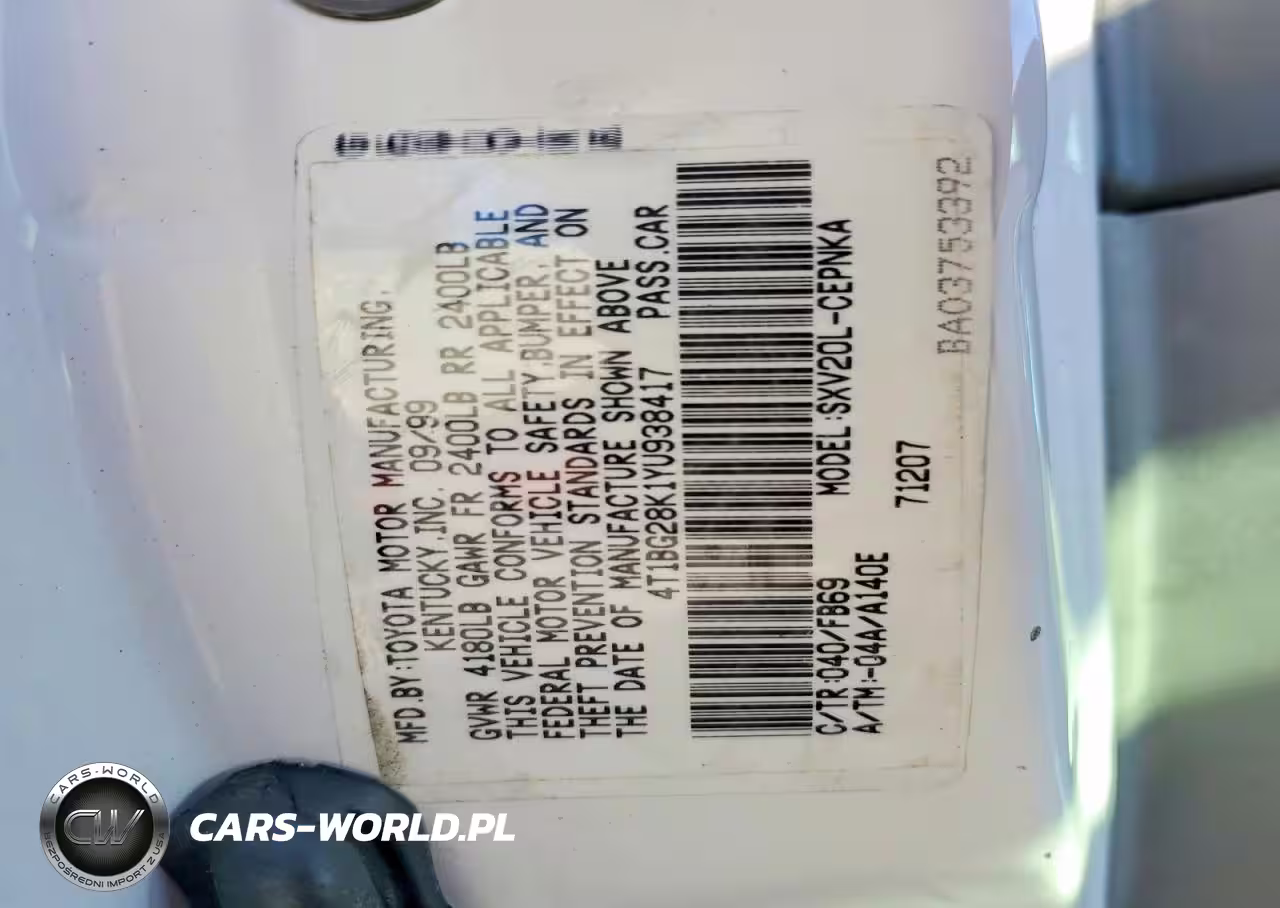 MFD.BY:TOYOTA MOTOR MANUFACTURING,
KENTUCKY,INC. 09/99
GVWR 4180LB GAWR FR 2400LB RR 2400LB
THIS VEHICLE CONFORMS TO ALL APPLICABLE
FEDERAL MOTOR VEHICLE SAFETY,BUMPER, AND
THEFT PREVENTION STANDARDS IN EFFECT ON
THE DATE OF MANUFACTURE SHOWN ABOVE
4T1BG28K1YU938417 PASS.CAR
C/TR:040/FB69 MODEL:SXV20L-CEPNKA
A/TM:-04A/A140E
71207
BA03753392
CARS-WORLD
CW
BEZPOŚREDNI IMPORT Z USA
CARS-WORLD.PL